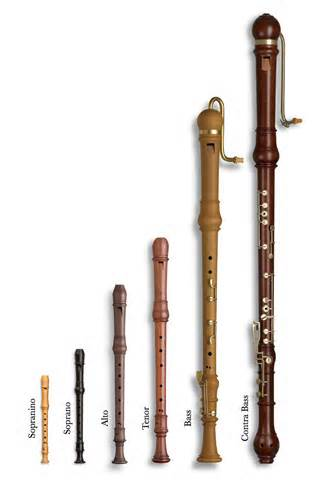 Sopranino
Soprano
Alto
Tenor
Bass
Contra Bass